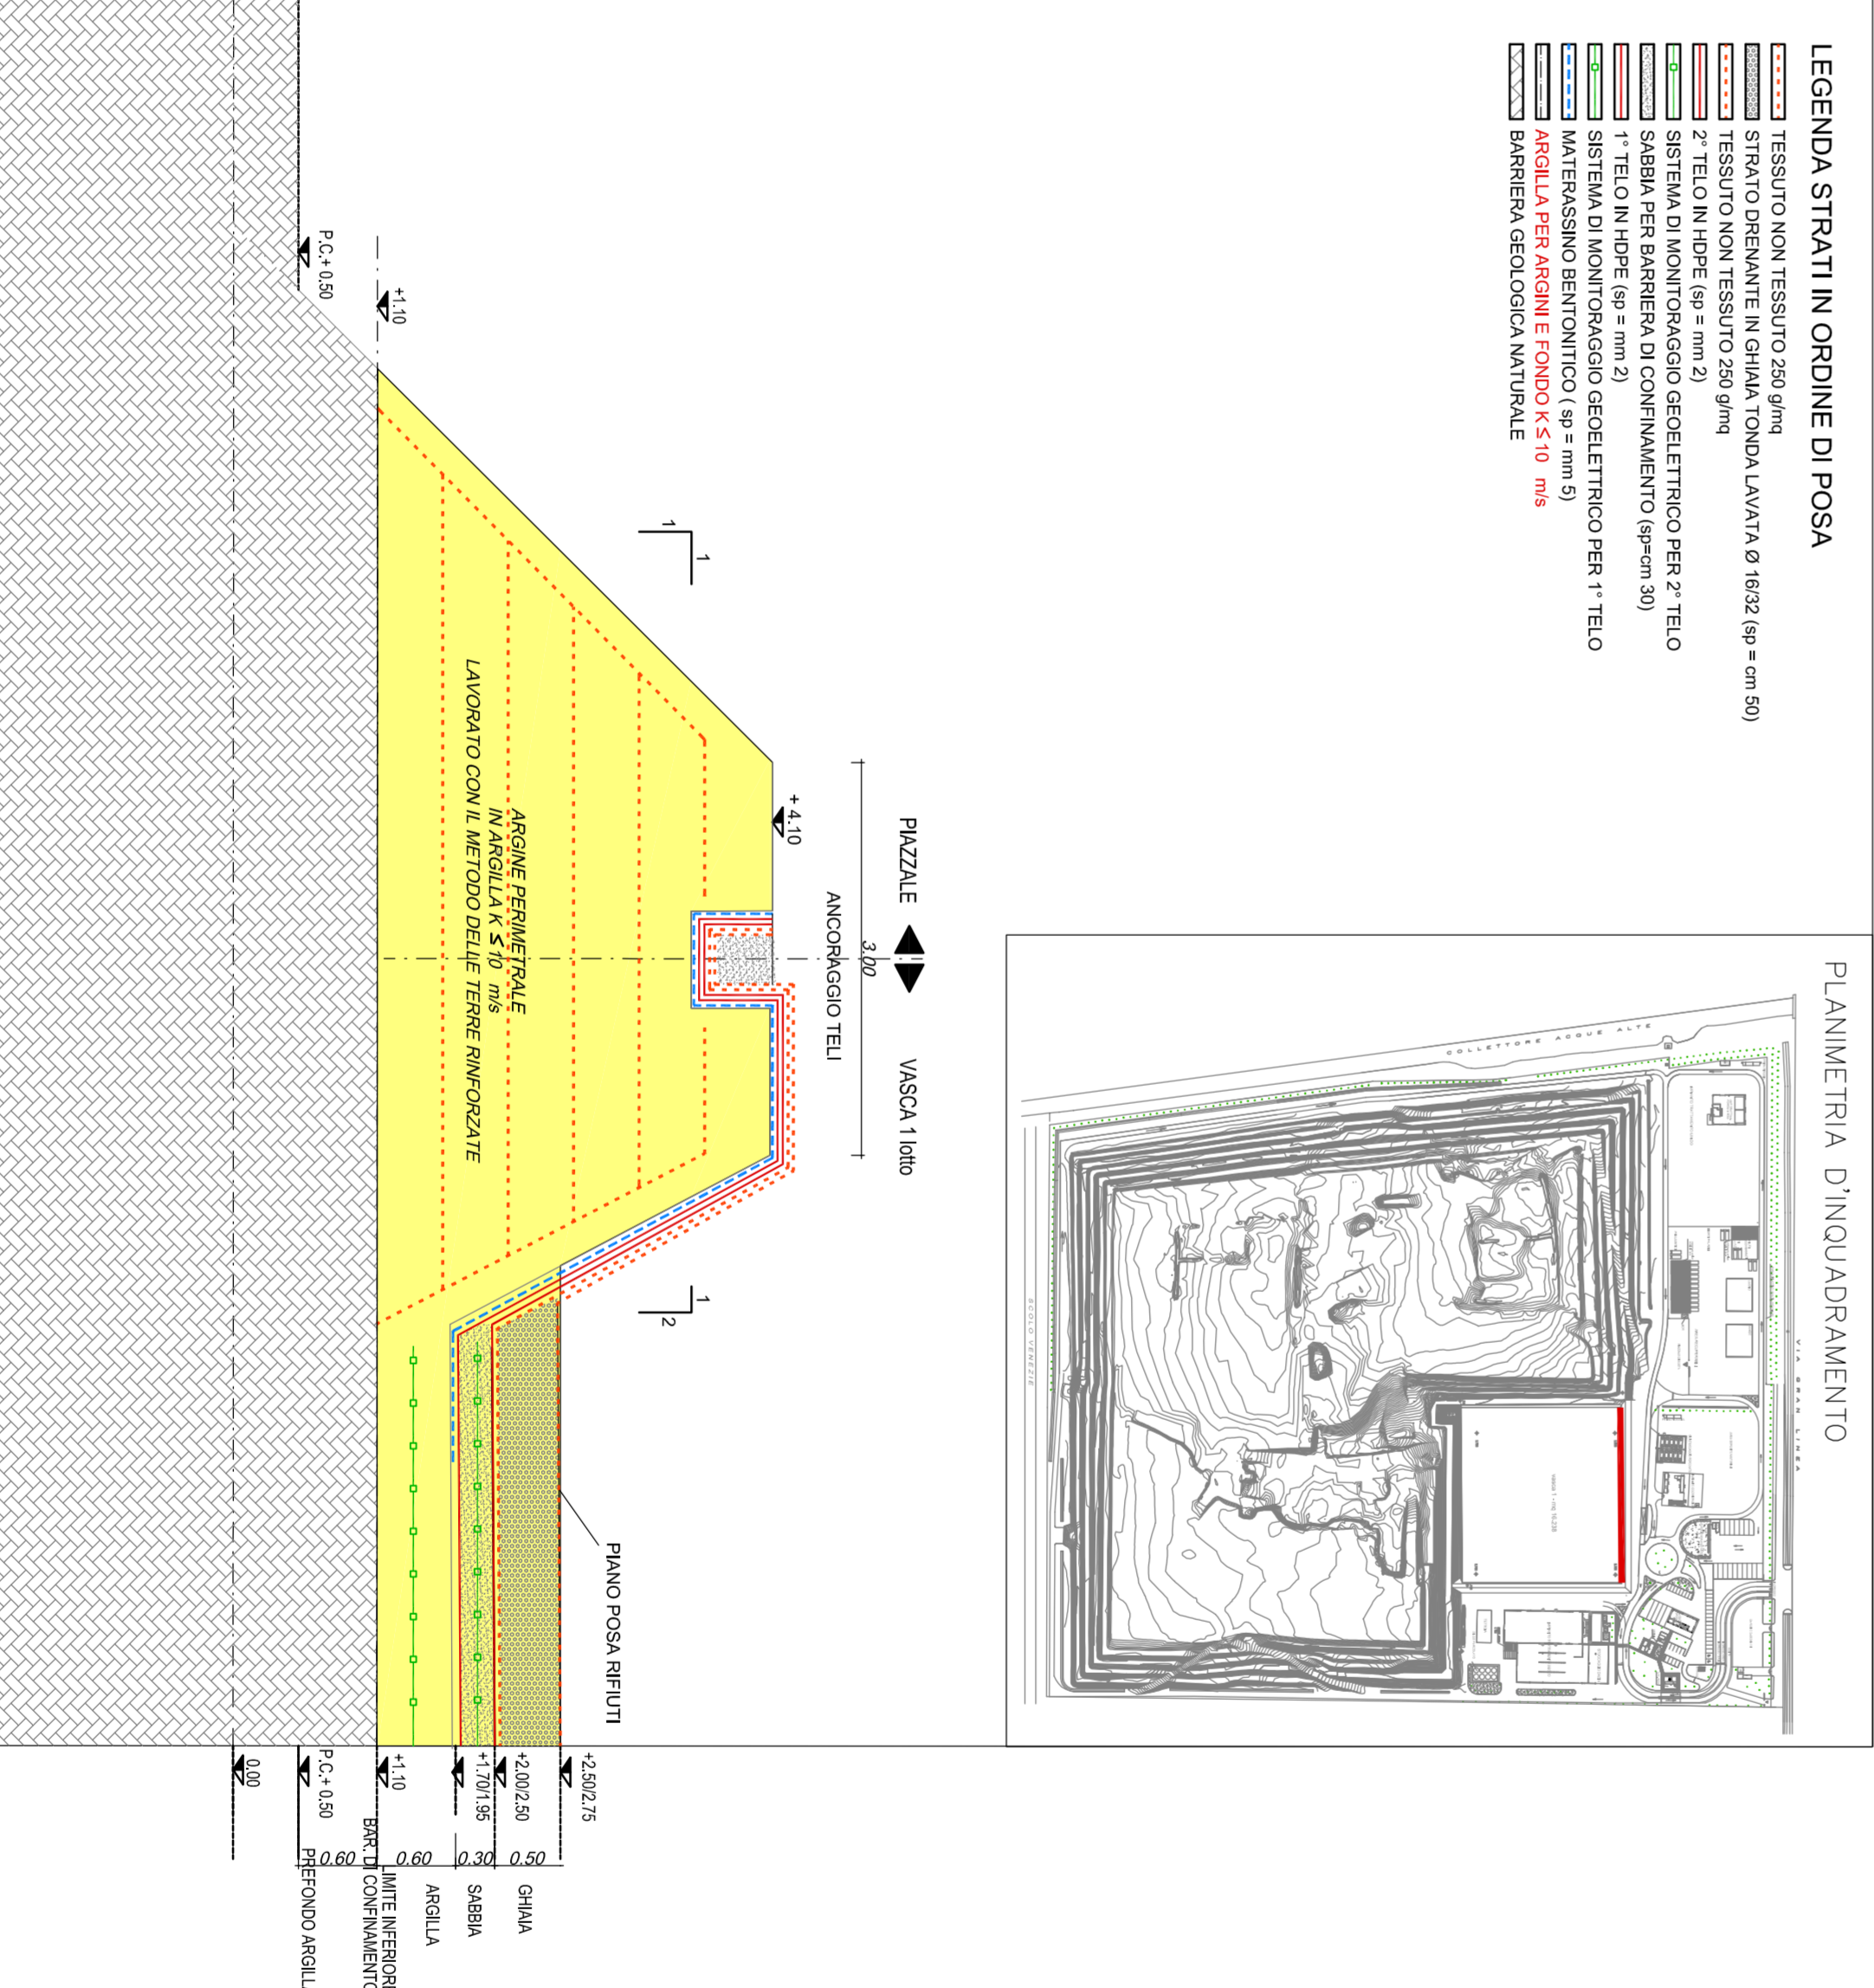 LEGENDA STRATI IN ORDINE DI POSA
TESSUTO NON TESSUTO 250 g/mq
STRATO DRENANTE IN GHIAIA TONDA LAVATA Ø 16/32 (sp = cm 50)
TESSUTO NON TESSUTO 250 g/mq
2° TELO IN HDPE (sp = mm 2)
SISTEMA DI MONITORAGGIO GEOELETTRICO PER 2° TELO
SABBIA PER BARRIERA DI CONFINAMENTO (sp=cm 30)
1° TELO IN HDPE (sp = mm 2)
SISTEMA DI MONITORAGGIO GEOELETTRICO PER 1° TELO
MATERASSINO BENTONITICO ( sp = mm 5)
ARGILLA PER ARGINI E FONDO K ≤ 10 m/s
BARRIERA GEOLOGICA NATURALE
PLANIMETRIA D'INQUADRAMENTO
VIA GRAN LINEA
COLLETTORE ACQUE ALTE
SCOLO VENEZIE
PIAZZALE
VASCA 1 lotto
3.00
ANCORAGGIO TELI
+ 4.10
1
1
1
2
ARGINE PERIMETRALE
IN ARGILLA K ≤ 10 m/s
LAVORATO CON IL METODO DELLE TERRE RINFORZATE
PIANO POSA RIFIUTI
+1.10
P.C.+ 0.50
+2.50/2.75
+2.00/2.50
+1.70/1.95
+1.10
P.C.+ 0.50
0.00
0.50
0.30
0.60
0.60
GHIAIA
SABBIA
ARGILLA
LIMITE INFERIORE
BAR. DI CONFINAMENTO
PREFONDO ARGILLA